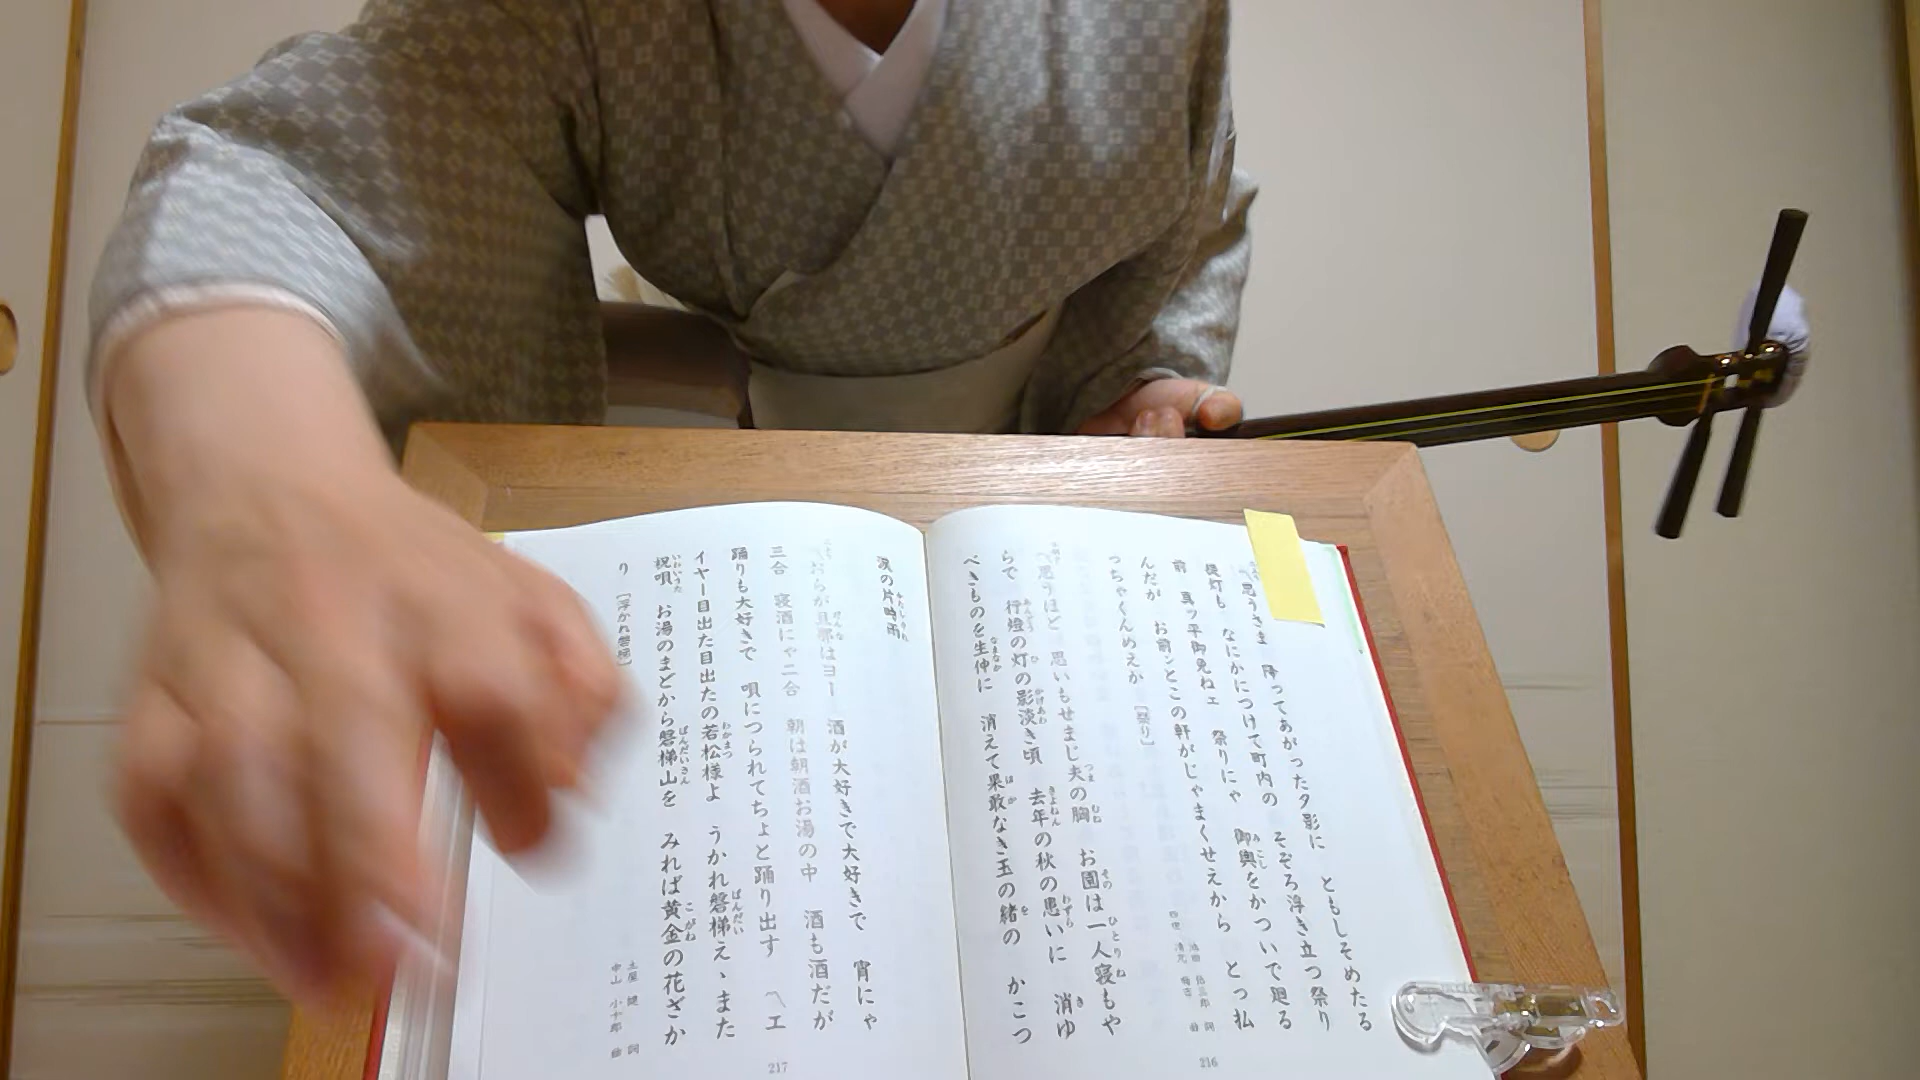 思うさま 降ってあがった夕影に ともしそめたる
提灯も なにかにつけて町内の そぞろ浮き立つ祭り
前 真ッ平御免ねェ 祭りにゃ 御輿をかついで廻る
んだが お前ンとこの軒がじゃまくせえから とっ払
っちゃくんめえか [祭り]
思うほど 思いもせまじ夫の胸 お園は一人寝もや
らで 行燈の灯の影淡き頃 去年の秋の患いに 消ゆ
べきものを生仲に 消えて果敢なき玉の緒の かこつ
216
涙の片時雨
おらが旦那はヨー 酒が大好きで大好きで 宵にゃ
三合 寝酒にゃ二合 朝は朝酒お湯の中 酒も酒だが
踊りも大好きで 唄につられてちょと踊り出す 〽エ
イヤー目出た目出たの若松様よ うかれ磐梯え、また
祝唄 お湯のまどから磐梯山を みれば黄金の花ざか
り [浮かれ磐梯]
土屋 健 詞
中山 小十郎 曲
217